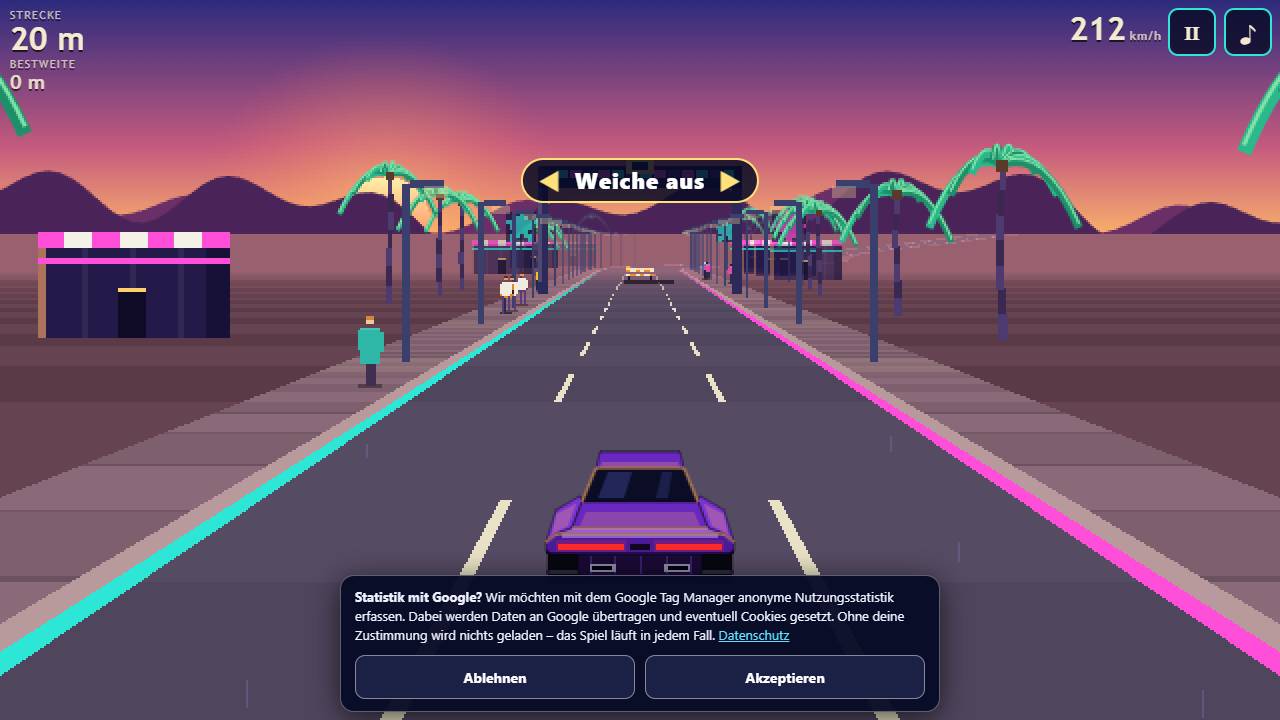 STRECKE
20 m
BESTWEITE
0 m
212 km/h
Weiche aus
Statistik mit Google? Wir möchten mit dem Google Tag Manager anonyme Nutzungsstatistik
erfassen. Dabei werden Daten an Google übertragen und eventuell Cookies gesetzt. Ohne deine
Zustimmung wird nichts geladen – das Spiel läuft in jedem Fall. Datenschutz
Ablehnen
Akzeptieren